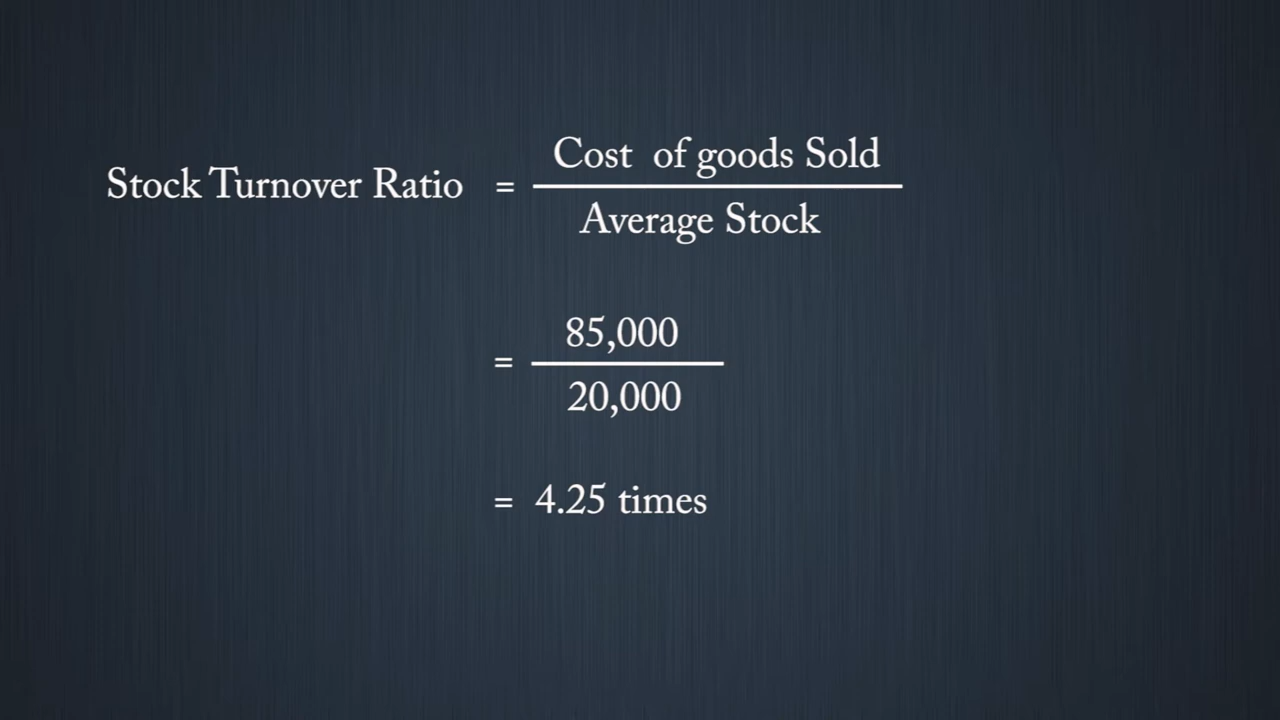 Cost of goods Sold
Stock Turnover Ratio =
Average Stock
85,000
=
20,000
= 4.25 times